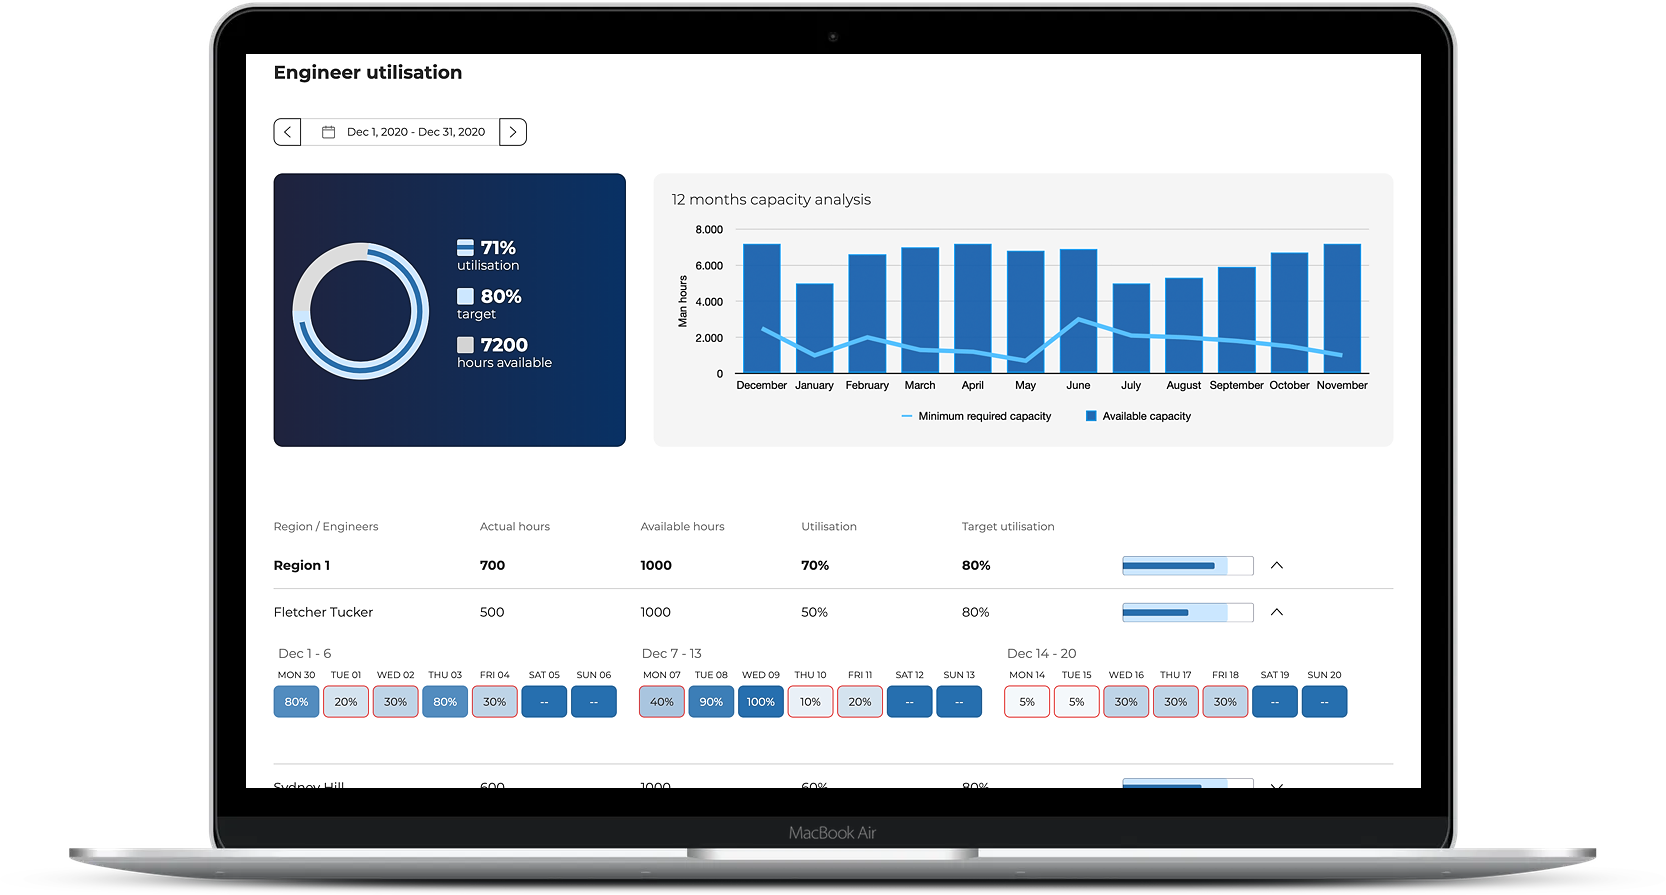 Engineer utilisation
Dec 1, 2020 - Dec 31, 2020
71%
utilisation
80%
target
7200
hours available
12 months capacity analysis
8.000
6.000
4.000
2.000
0
Man hours
December January February March April May June July August September October November
Minimum required capacity Available capacity
Region / Engineers Actual hours Available hours Utilisation Target utilisation
Region 1 700 1000 70% 80%
Fletcher Tucker 500 1000 50% 80%
Dec 1 - 6 Dec 7 - 13 Dec 14 - 20
MON 30 TUE 01 WED 02 THU 03 FRI 04 SAT 05 SUN 06 MON 07 TUE 08 WED 09 THU 10 FRI 11 SAT 12 SUN 13 MON 14 TUE 15 WED 16 THU 17 FRI 18 SAT 19 SUN 20
80% 20% 30% 80% 30% -- -- 40% 90% 100% 10% 20% -- -- 5% 5% 30% 30% 30% -- --
Sydney Hill 600 1000 60% 80%
MacBook Air